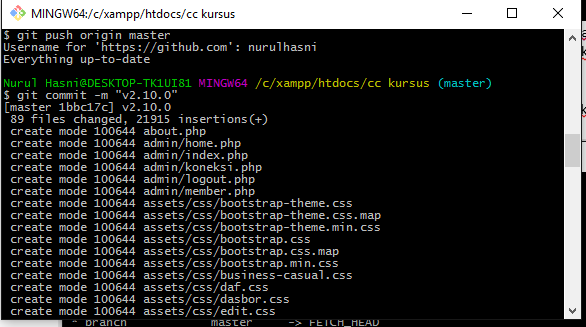 MINGW64:/c/xampp/htdocs/cc kursus
$ git push origin master
Username for 'https://github.com': nurulhasni
Everything up-to-date
Nurul Hasni@DESKTOP-TK1UI81 MINGW64 /c/xampp/htdocs/cc kursus (master)
$ git commit -m "v2.10.0"
[master 1bbc17c] v2.10.0
89 files changed, 21915 insertions(+)
create mode 100644 about.php
create mode 100644 admin/home.php
create mode 100644 admin/index.php
create mode 100644 admin/koneksi.php
create mode 100644 admin/logout.php
create mode 100644 admin/member.php
create mode 100644 assets/css/bootstrap-theme.css
create mode 100644 assets/css/bootstrap-theme.css.map
create mode 100644 assets/css/bootstrap-theme.min.css
create mode 100644 assets/css/bootstrap.css
create mode 100644 assets/css/bootstrap.css.map
create mode 100644 assets/css/bootstrap.min.css
create mode 100644 assets/css/business-casual.css
create mode 100644 assets/css/daf.css
create mode 100644 assets/css/dasbor.css
create mode 100644 assets/css/edit.css
* branch master -> FETCH_HEAD